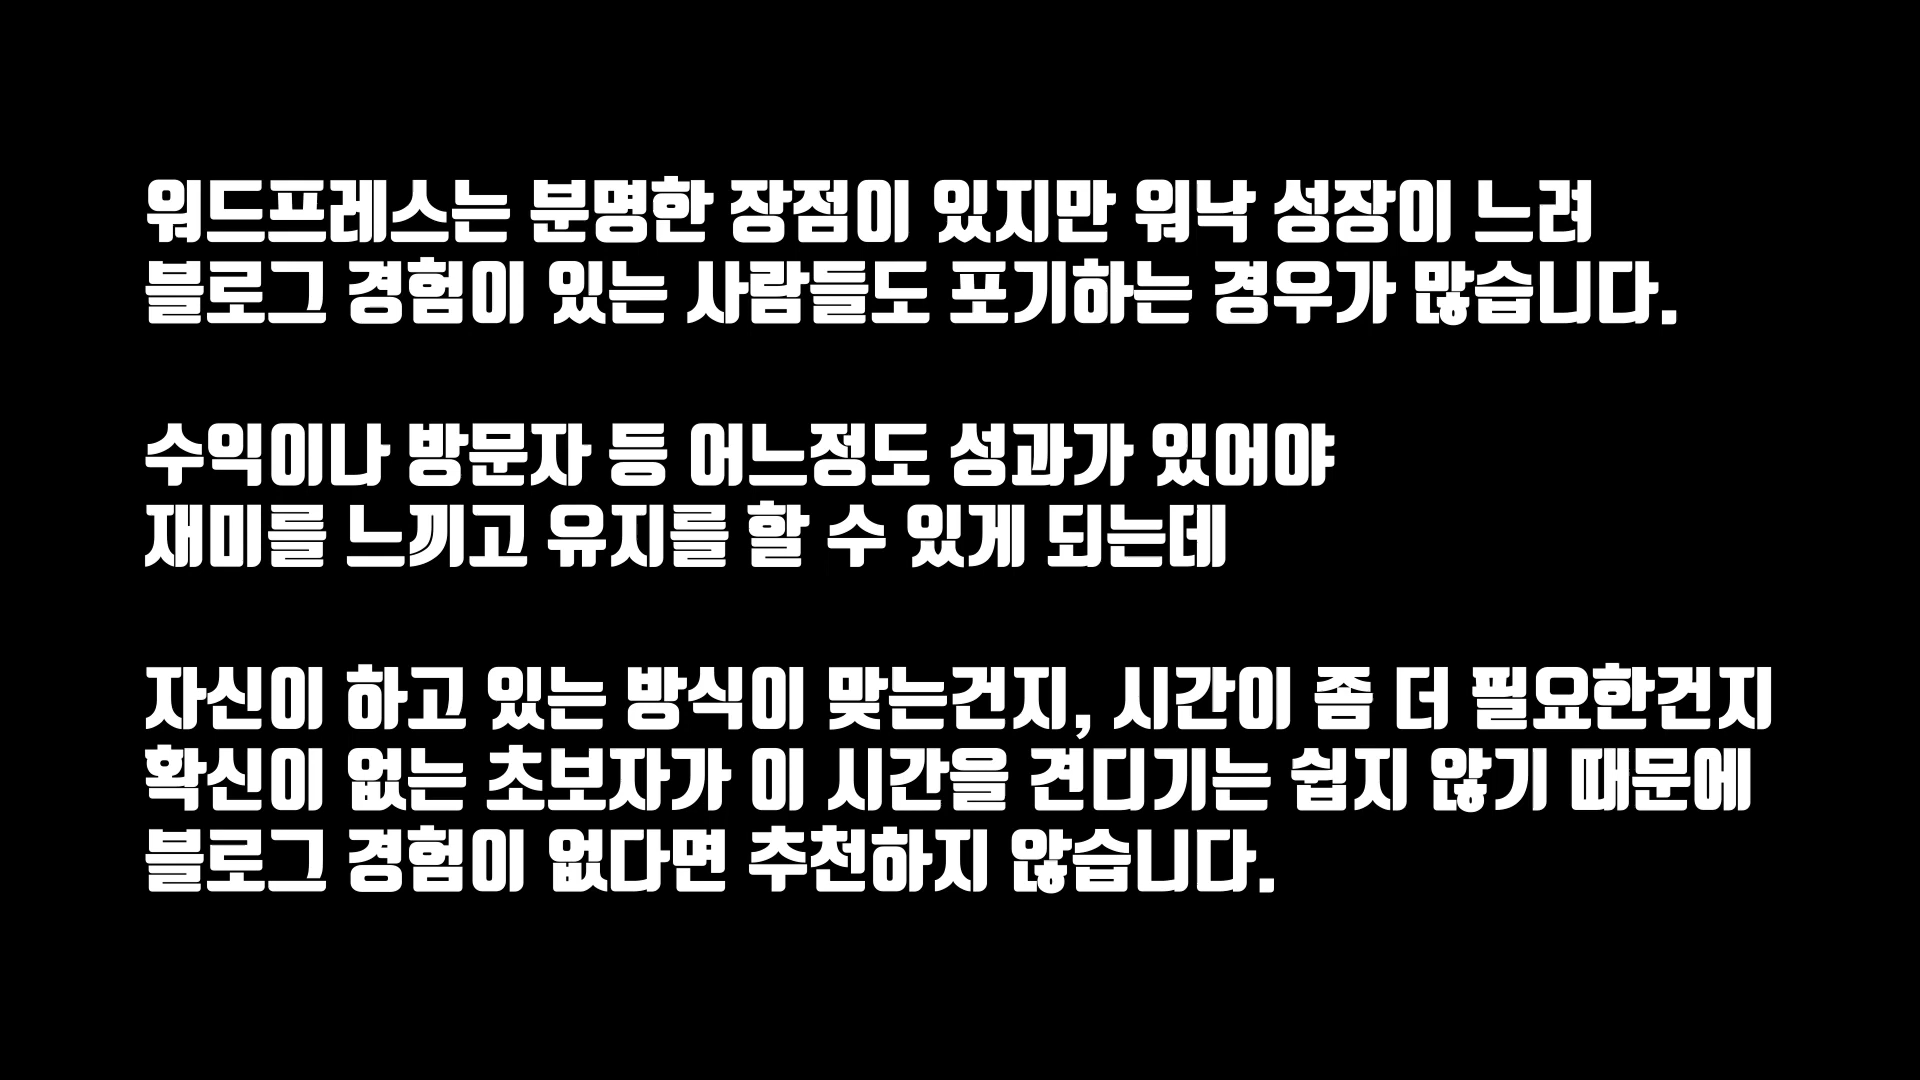 워드프레스는 분명한 장점이 있지만 워낙 성장이 느려
블로그 경험이 있는 사람들도 포기하는 경우가 많습니다.
수익이나 방문자 등 어느정도 성과가 있어야
재미를 느끼고 유지를 할 수 있게 되는데
자신이 하고 있는 방식이 맞는건지, 시간이 좀 더 필요한건지
확신이 없는 초보자가 이 시간을 견디기는 쉽지 않기 때문에
블로그 경험이 없다면 추천하지 않습니다.